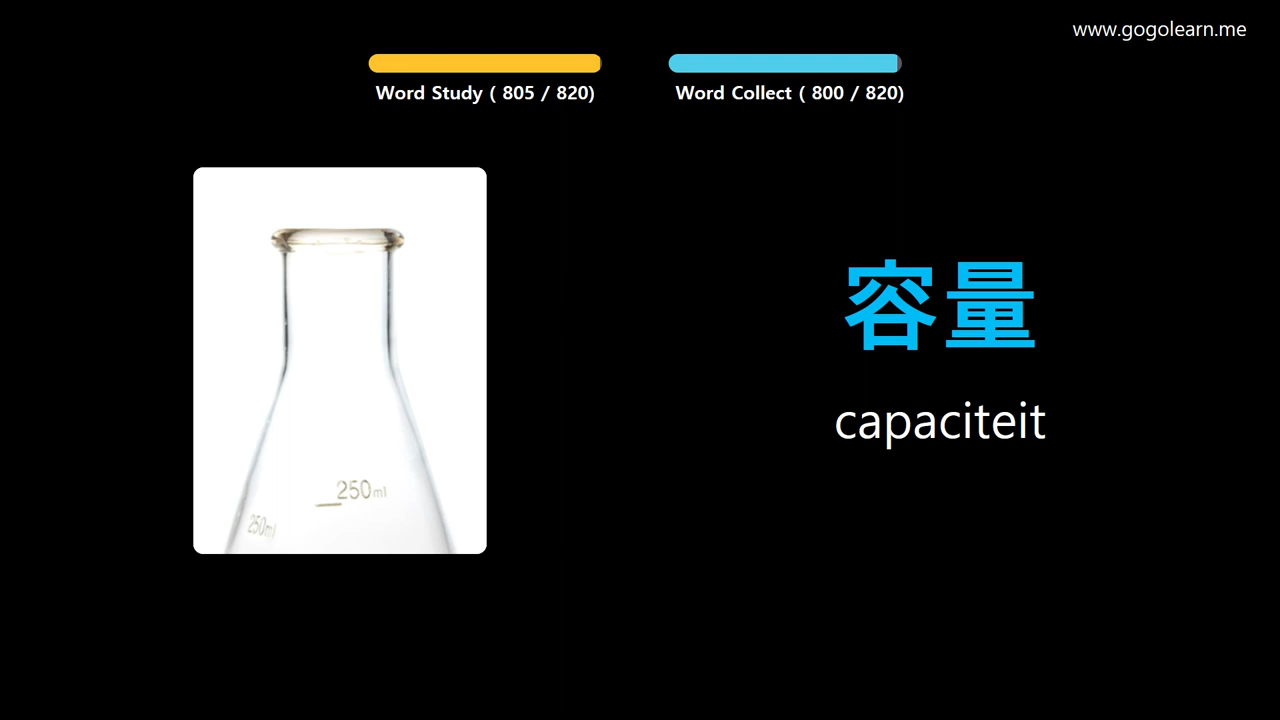 www.gogolearn.me
Word Study ( 805 / 820)
Word Collect ( 800 / 820)
容量
capaciteit
250ml
250ml